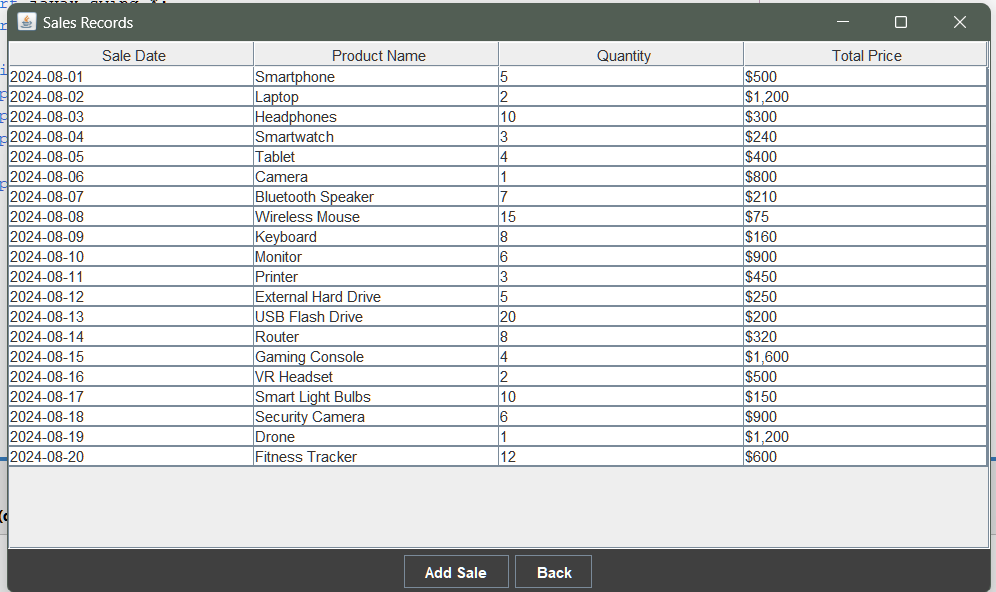 Sales Records
Sale Date Product Name Quantity Total Price
2024-08-01 Smartphone 5 $500
2024-08-02 Laptop 2 $1,200
2024-08-03 Headphones 10 $300
2024-08-04 Smartwatch 3 $240
2024-08-05 Tablet 4 $400
2024-08-06 Camera 1 $800
2024-08-07 Bluetooth Speaker 7 $210
2024-08-08 Wireless Mouse 15 $75
2024-08-09 Keyboard 8 $160
2024-08-10 Monitor 6 $900
2024-08-11 Printer 3 $450
2024-08-12 External Hard Drive 5 $250
2024-08-13 USB Flash Drive 20 $200
2024-08-14 Router 8 $320
2024-08-15 Gaming Console 4 $1,600
2024-08-16 VR Headset 2 $500
2024-08-17 Smart Light Bulbs 10 $150
2024-08-18 Security Camera 6 $900
2024-08-19 Drone 1 $1,200
2024-08-20 Fitness Tracker 12 $600
Add Sale Back